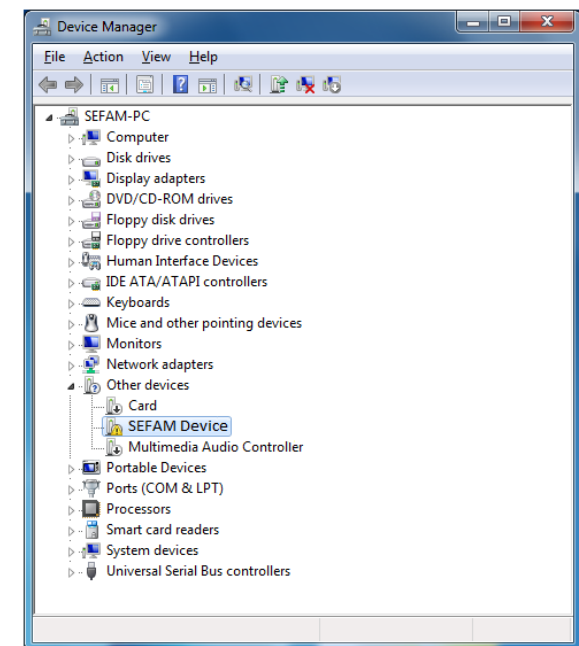 Device Manager
File Action View Help
SEFAM-PC
Computer
Disk drives
Display adapters
DVD/CD-ROM drives
Floppy disk drives
Floppy drive controllers
Human Interface Devices
IDE ATA/ATAPI controllers
Keyboards
Mice and other pointing devices
Monitors
Network adapters
Other devices
Card
SEFAM Device
Multimedia Audio Controller
Portable Devices
Ports (COM & LPT)
Processors
Smart card readers
System devices
Universal Serial Bus controllers